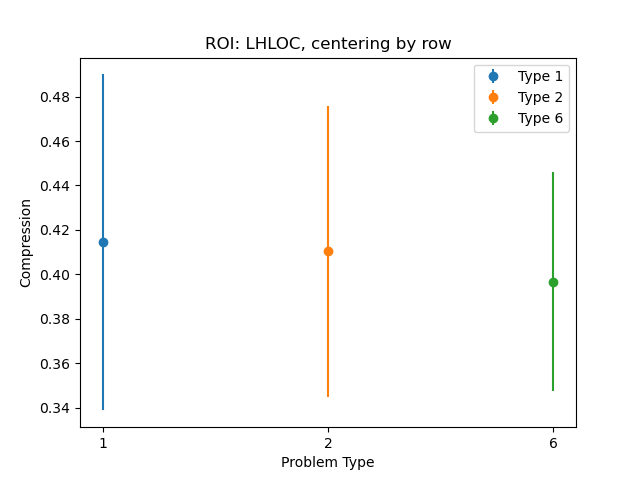 ROI: LHLOC, centering by row
Type 1
Type 2
Type 6
Compression
0.48
0.46
0.44
0.42
0.40
0.38
0.36
0.34
1
2
6
Problem Type